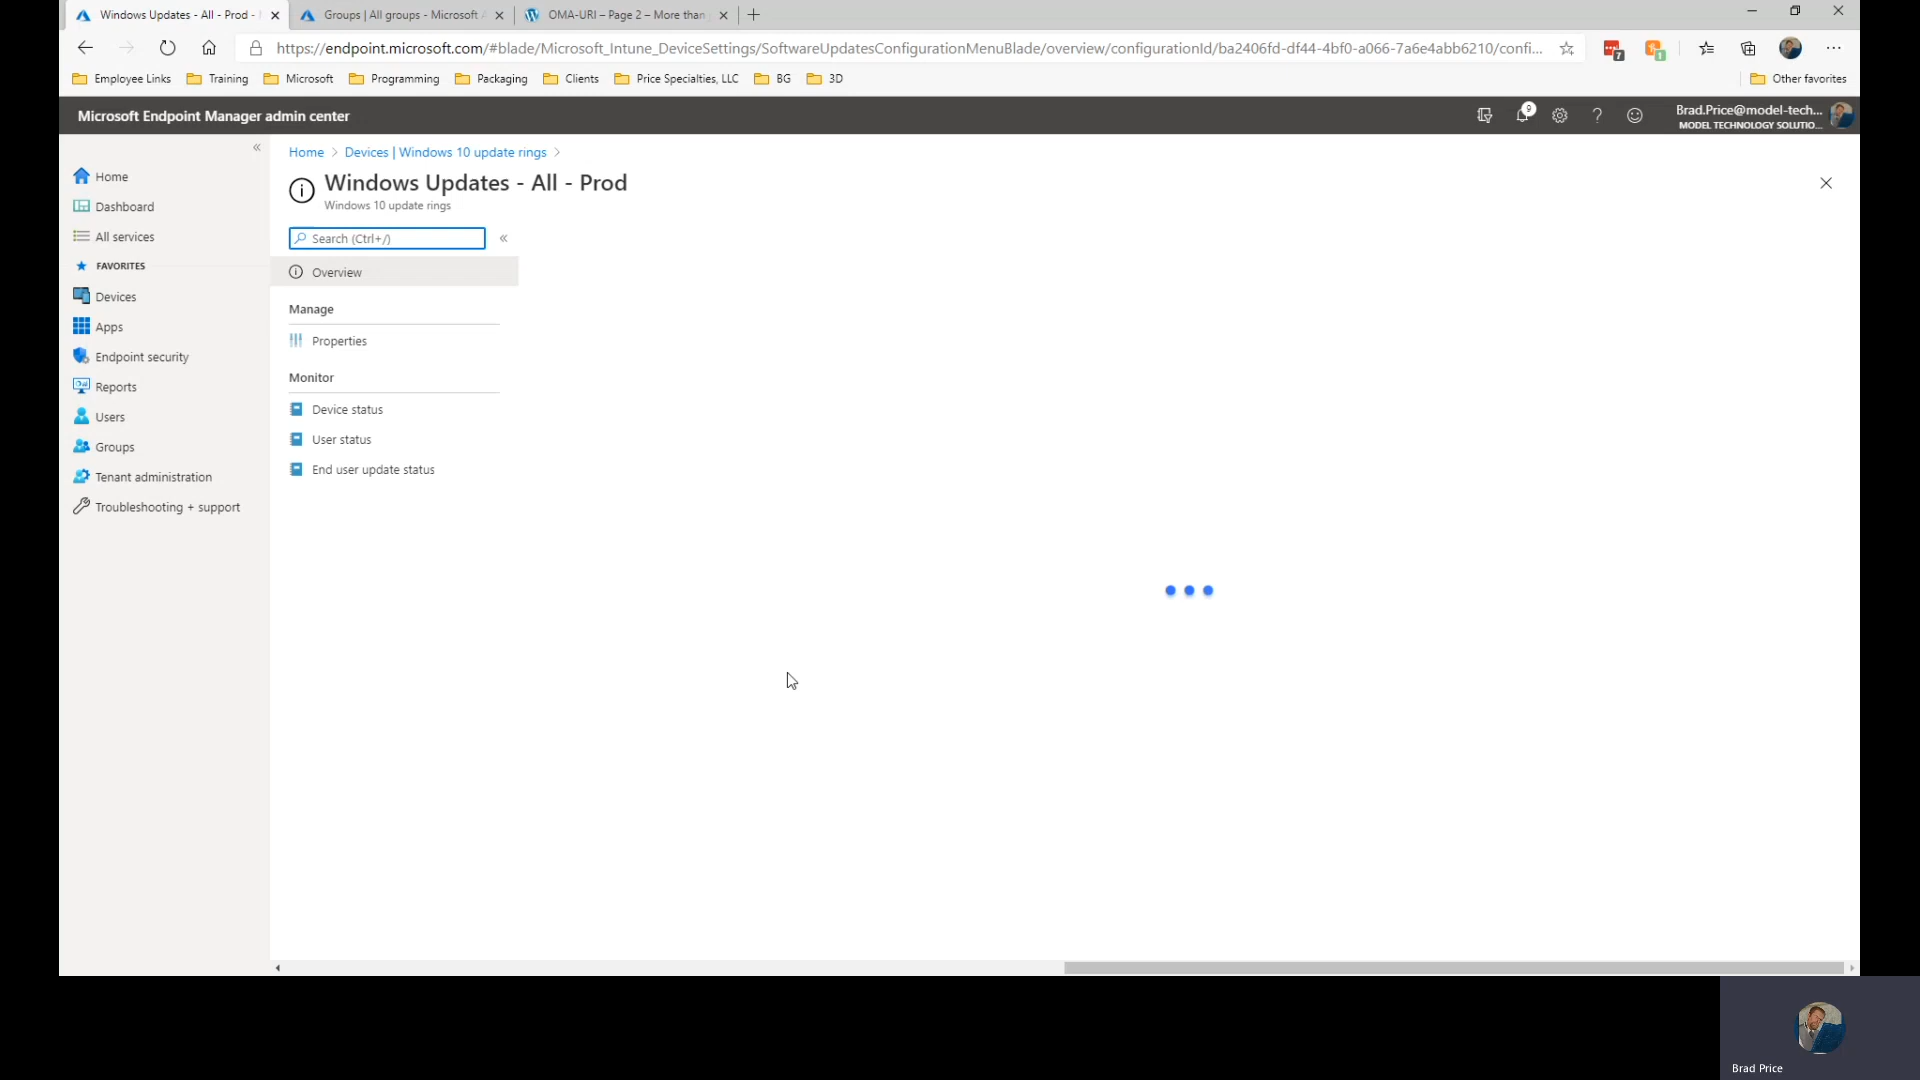 Windows Updates - All - Prod -
Groups | All groups - Microsoft
OMA-URI – Page 2 – More than
https://endpoint.microsoft.com/#blade/Microsoft_Intune_DeviceSettings/SoftwareUpdatesConfigurationMenuBlade/overview/configurationId/ba2406fd-df44-4bf0-a066-7a6e4abb6210/confi...
7
1
Employee Links
Training
Microsoft
Programming
Packaging
Clients
Price Specialties, LLC
BG
3D
Other favorites
Microsoft Endpoint Manager admin center
9
Brad.Price@model-tech...
MODEL TECHNOLOGY SOLUTIO...
Home
Dashboard
All services
FAVORITES
Devices
Apps
Endpoint security
Reports
Users
Groups
Tenant administration
Troubleshooting + support
Home > Devices | Windows 10 update rings >
Windows Updates - All - Prod
Windows 10 update rings
Search (Ctrl+/)
Overview
Manage
Properties
Monitor
Device status
User status
End user update status
Brad Price